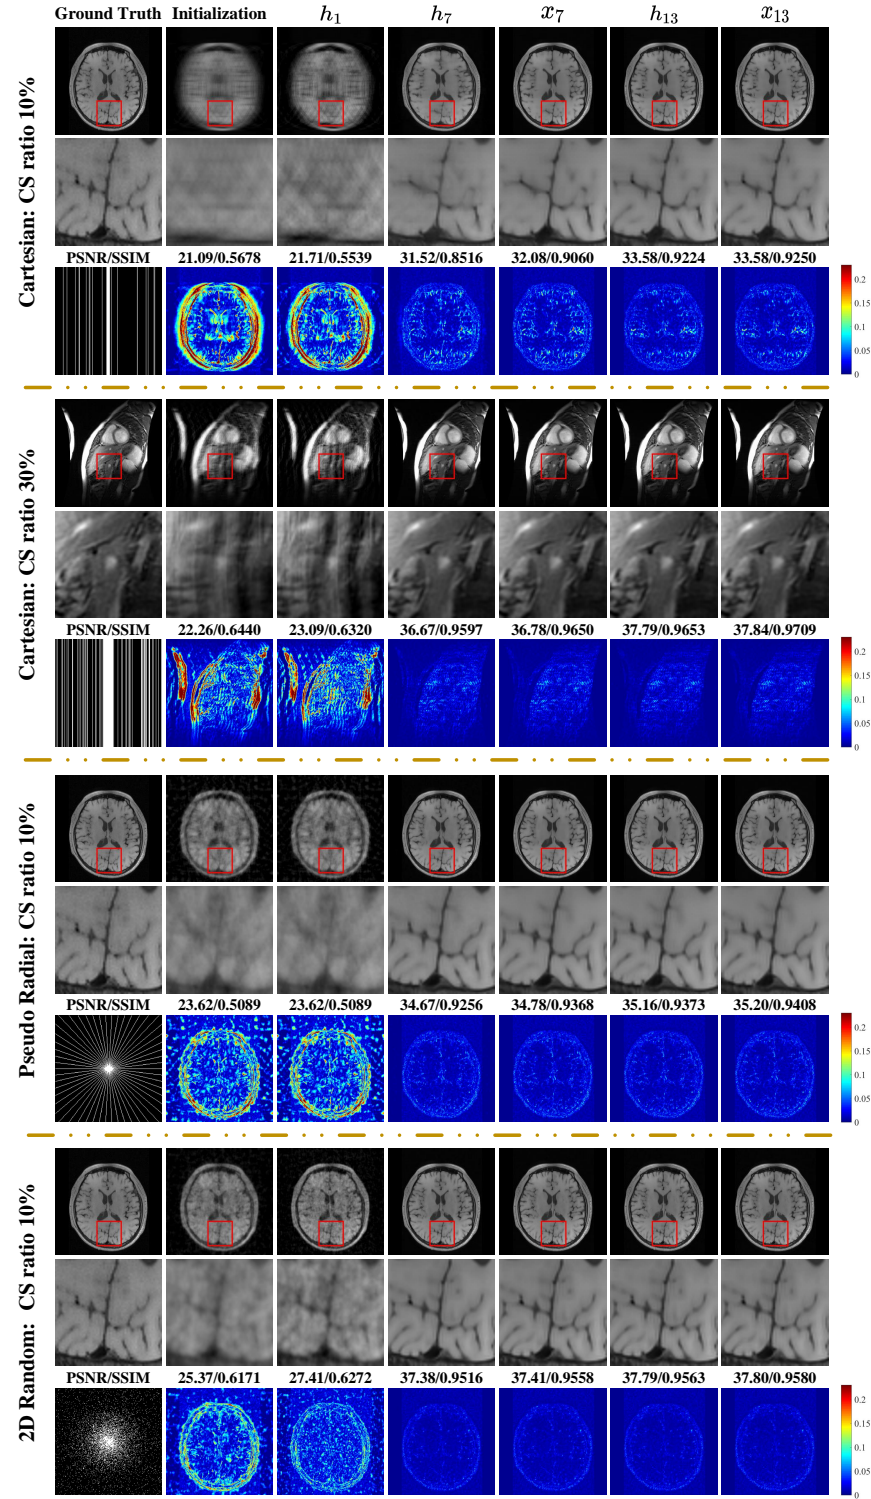 Ground Truth Initialization h1 h7 x7 h13 x13
Cartesian: CS ratio 10%
PSNR/SSIM 21.09/0.5678 21.71/0.5539 31.52/0.8516 32.08/0.9060 33.58/0.9224 33.58/0.9250
0.2
0.15
0.1
0.05
0
Cartesian: CS ratio 30%
PSNR/SSIM 22.26/0.6440 23.09/0.6320 36.67/0.9597 36.78/0.9650 37.79/0.9653 37.84/0.9709
0.2
0.15
0.1
0.05
0
Pseudo Radial: CS ratio 10%
PSNR/SSIM 23.62/0.5089 23.62/0.5089 34.67/0.9256 34.78/0.9368 35.16/0.9373 35.20/0.9408
0.2
0.15
0.1
0.05
0
2D Random: CS ratio 10%
PSNR/SSIM 25.37/0.6171 27.41/0.6272 37.38/0.9516 37.41/0.9558 37.79/0.9563 37.80/0.9580
0.2
0.15
0.1
0.05
0